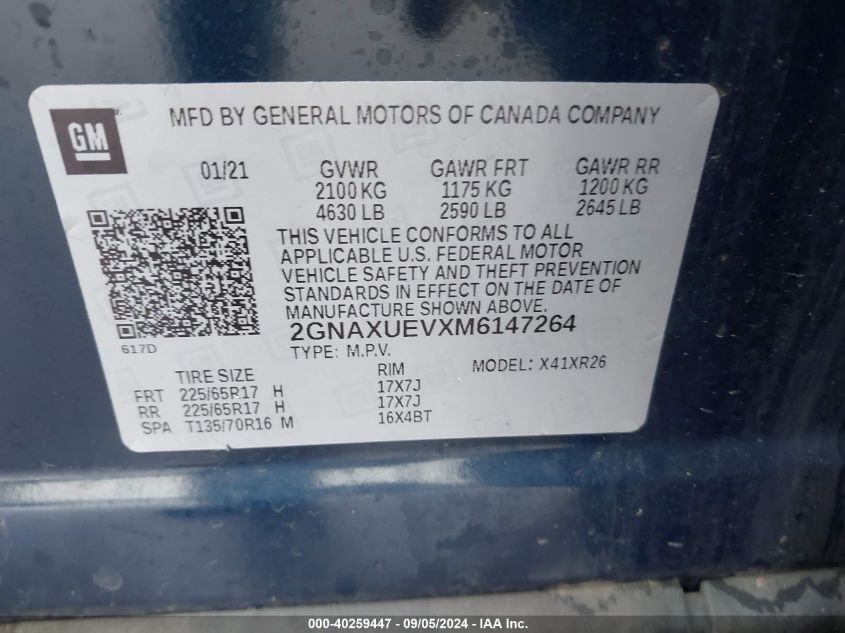 GM
MFD BY GENERAL MOTORS OF CANADA COMPANY
01/21 GVWR GAWR FRT GAWR RR
2100 KG 1175 KG 1200 KG
4630 LB 2590 LB 2645 LB
THIS VEHICLE CONFORMS TO ALL
APPLICABLE U.S. FEDERAL MOTOR
VEHICLE SAFETY AND THEFT PREVENTION
STANDARDS IN EFFECT ON THE DATE OF
MANUFACTURE SHOWN ABOVE.
2GNAXUEVXM6147264
617D
TYPE: M.P.V. MODEL: X41XR26
TIRE SIZE RIM
FRT 225/65R17 H 17X7J
RR 225/65R17 H 17X7J
SPA T135/70R16 M 16X4BT
000-40259447 - 09/05/2024 - IAA Inc.